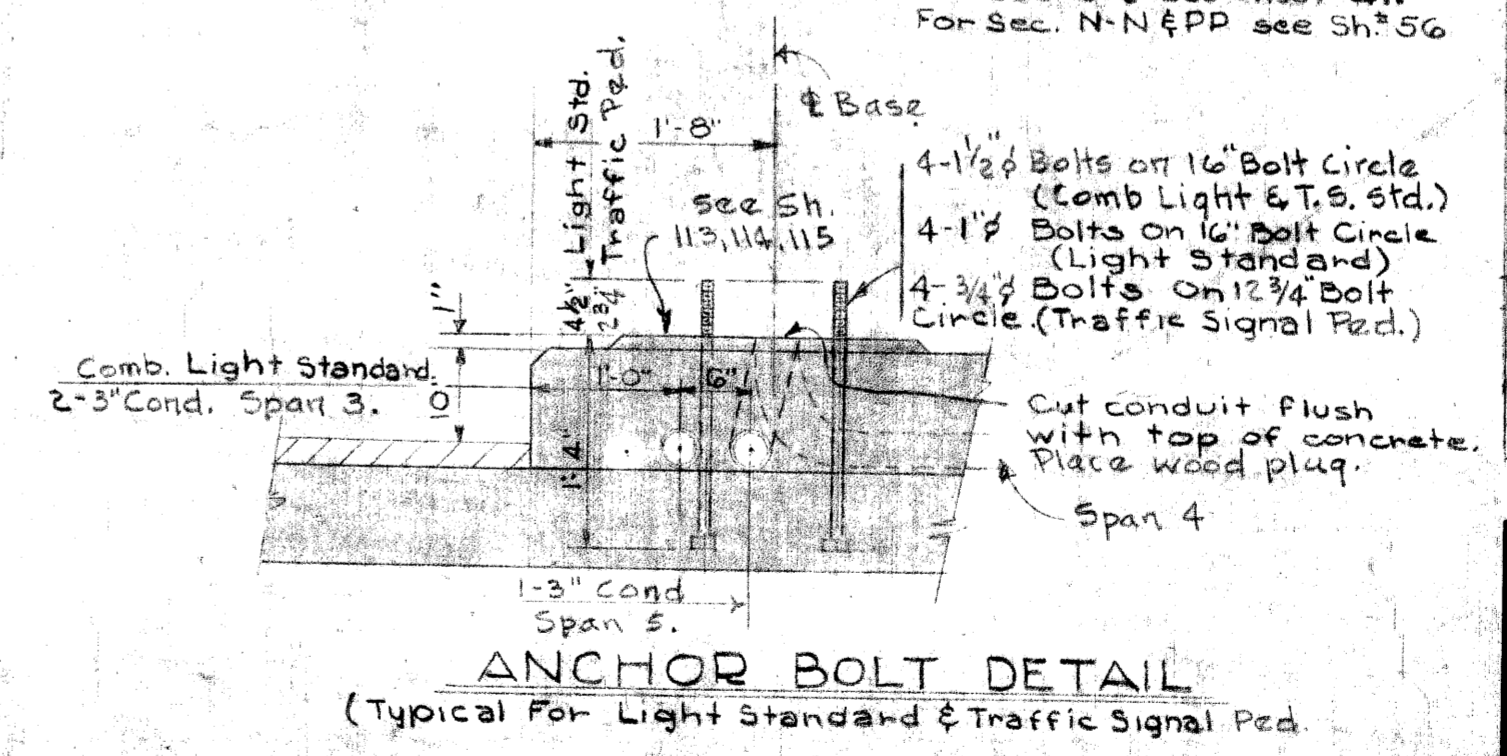 For Sec. N-N & PP see Sh.# 56
Light Std.
Traffic Ped.
4½"
2¾"
1'-8"
℄ Base
see Sh.
113,114,115
4-1½"ϕ Bolts on 16" Bolt Circle
(Comb Light & T.S. Std.)
4-1"ϕ Bolts On 16" Bolt Circle
(Light Standard)
4-¾"ϕ Bolts On 12¾" Bolt
Circle. (Traffic Signal Ped.)
1"
Comb. Light Standard.
2-3" Cond. Span 3.
1'-0"
6"
1'-4"
Cut conduit flush
with top of concrete.
Place wood plug.
Span 4
1-3" Cond
Span 5.
ANCHOR BOLT DETAIL
(Typical For Light Standard & Traffic Signal Ped.